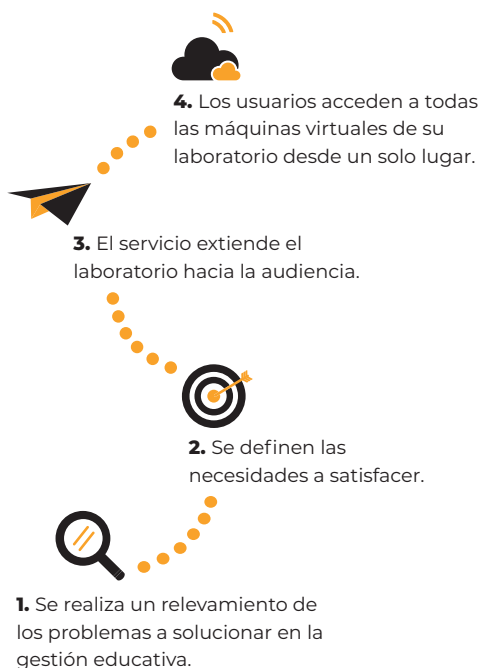 4. Los usuarios acceden a todas
las máquinas virtuales de su
laboratorio desde un solo lugar.
3. El servicio extiende el
laboratorio hacia la audiencia.
2. Se definen las
necesidades a satisfacer.
1. Se realiza un relevamiento de
los problemas a solucionar en la
gestión educativa.